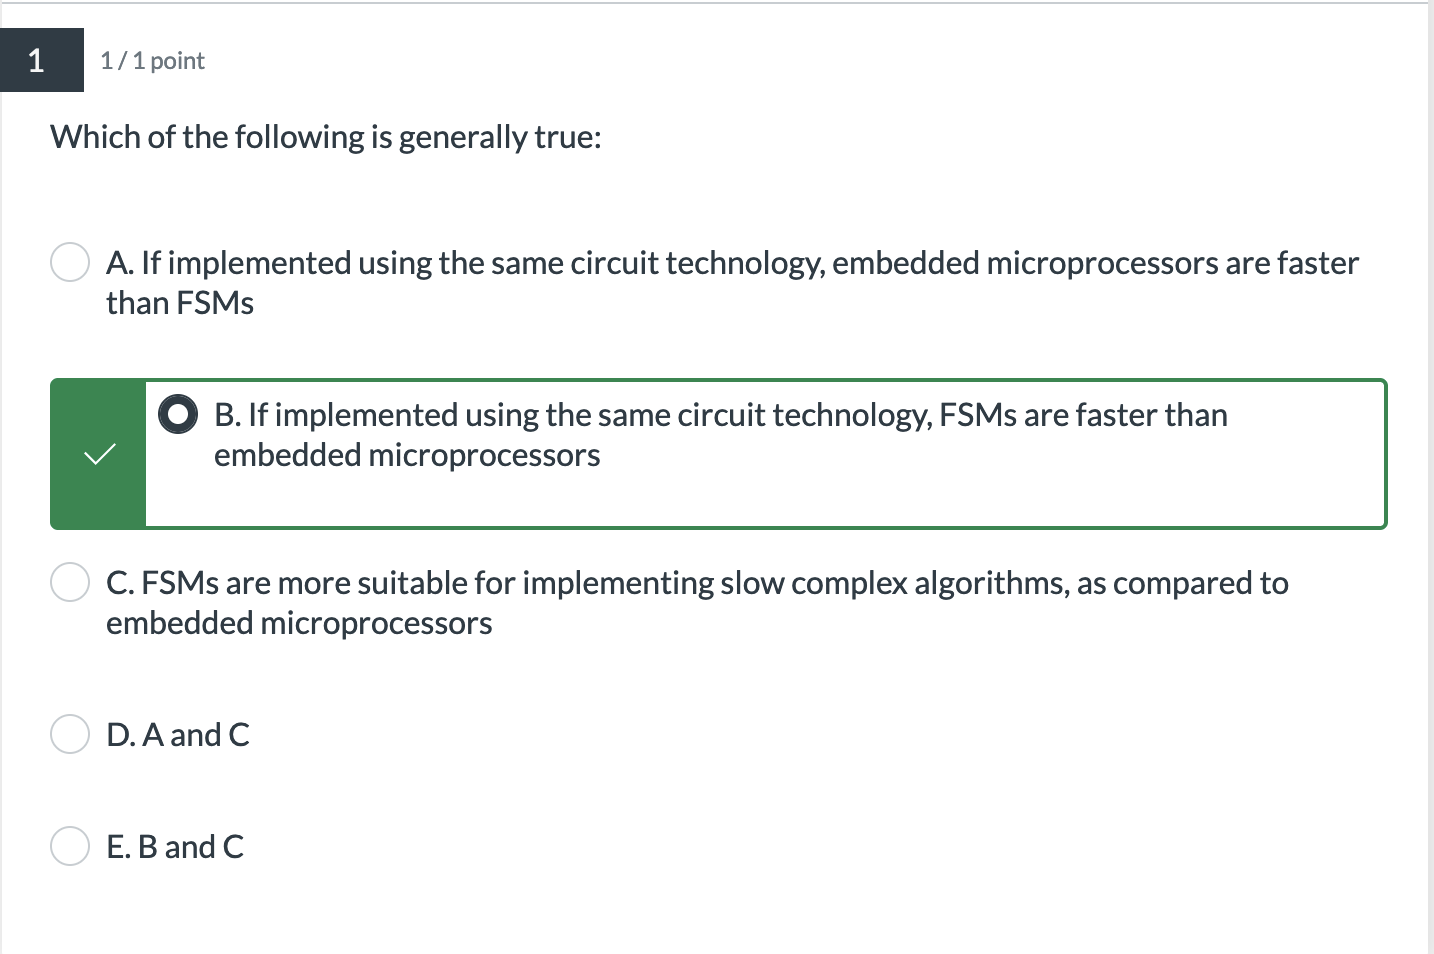 1
1 / 1 point
Which of the following is generally true:
A. If implemented using the same circuit technology, embedded microprocessors are faster
than FSMs
B. If implemented using the same circuit technology, FSMs are faster than
embedded microprocessors
C. FSMs are more suitable for implementing slow complex algorithms, as compared to
embedded microprocessors
D. A and C
E. B and C